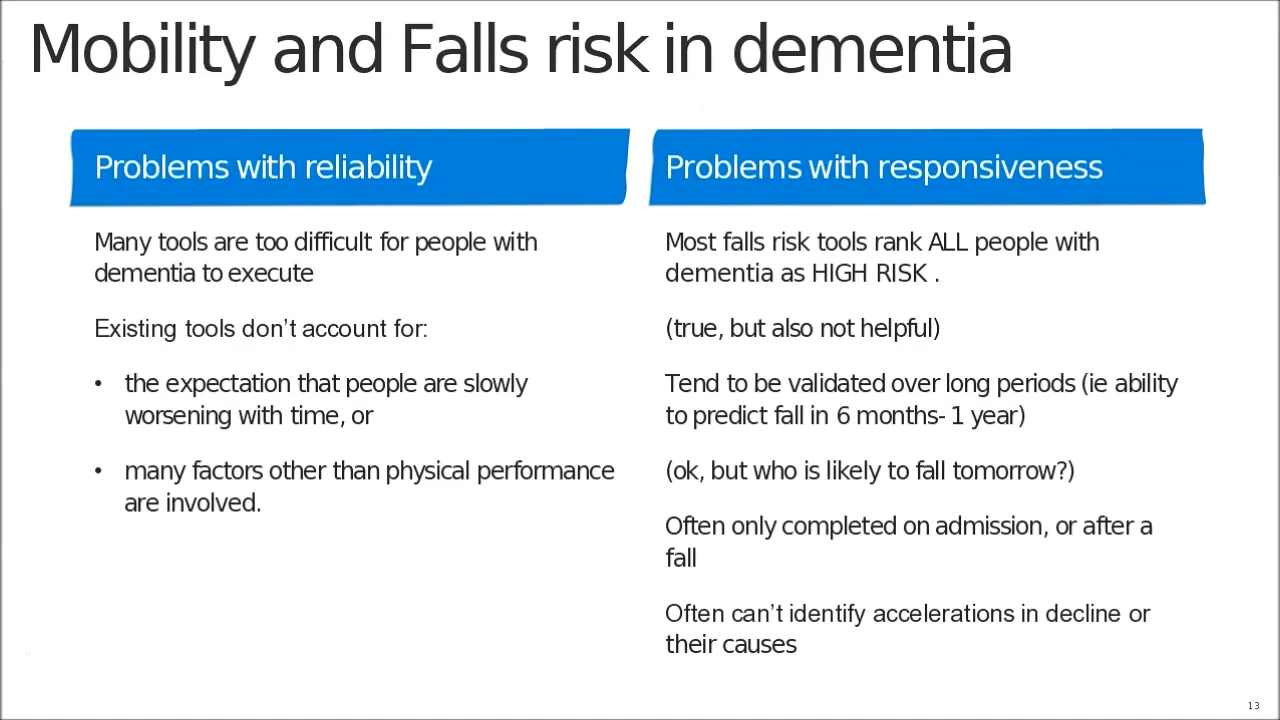 Mobility and Falls risk in dementia
Problems with reliability
Many tools are too difficult for people with
dementia to execute
Existing tools don’t account for:
• the expectation that people are slowly
worsening with time, or
• many factors other than physical performance
are involved.
Problems with responsiveness
Most falls risk tools rank ALL people with
dementia as HIGH RISK .
(true, but also not helpful)
Tend to be validated over long periods (ie ability
to predict fall in 6 months- 1 year)
(ok, but who is likely to fall tomorrow?)
Often only completed on admission, or after a
fall
Often can’t identify accelerations in decline or
their causes
13